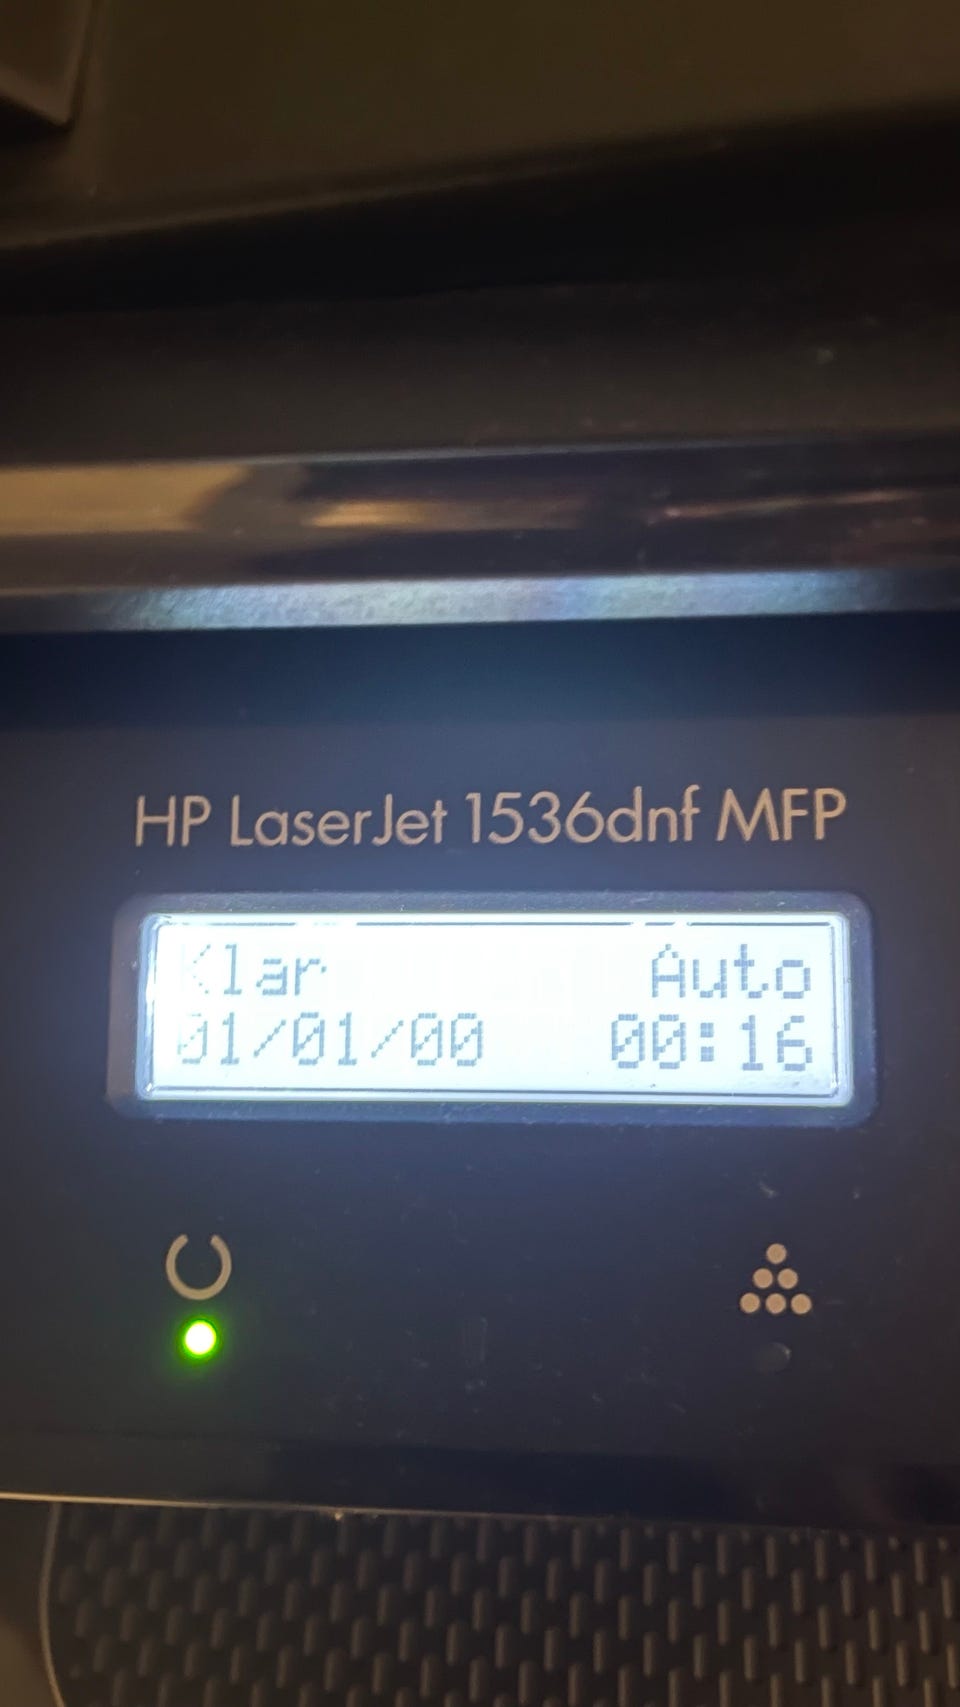 HP LaserJet 1536dnf MFP
Klar Auto
01/01/00 00:16